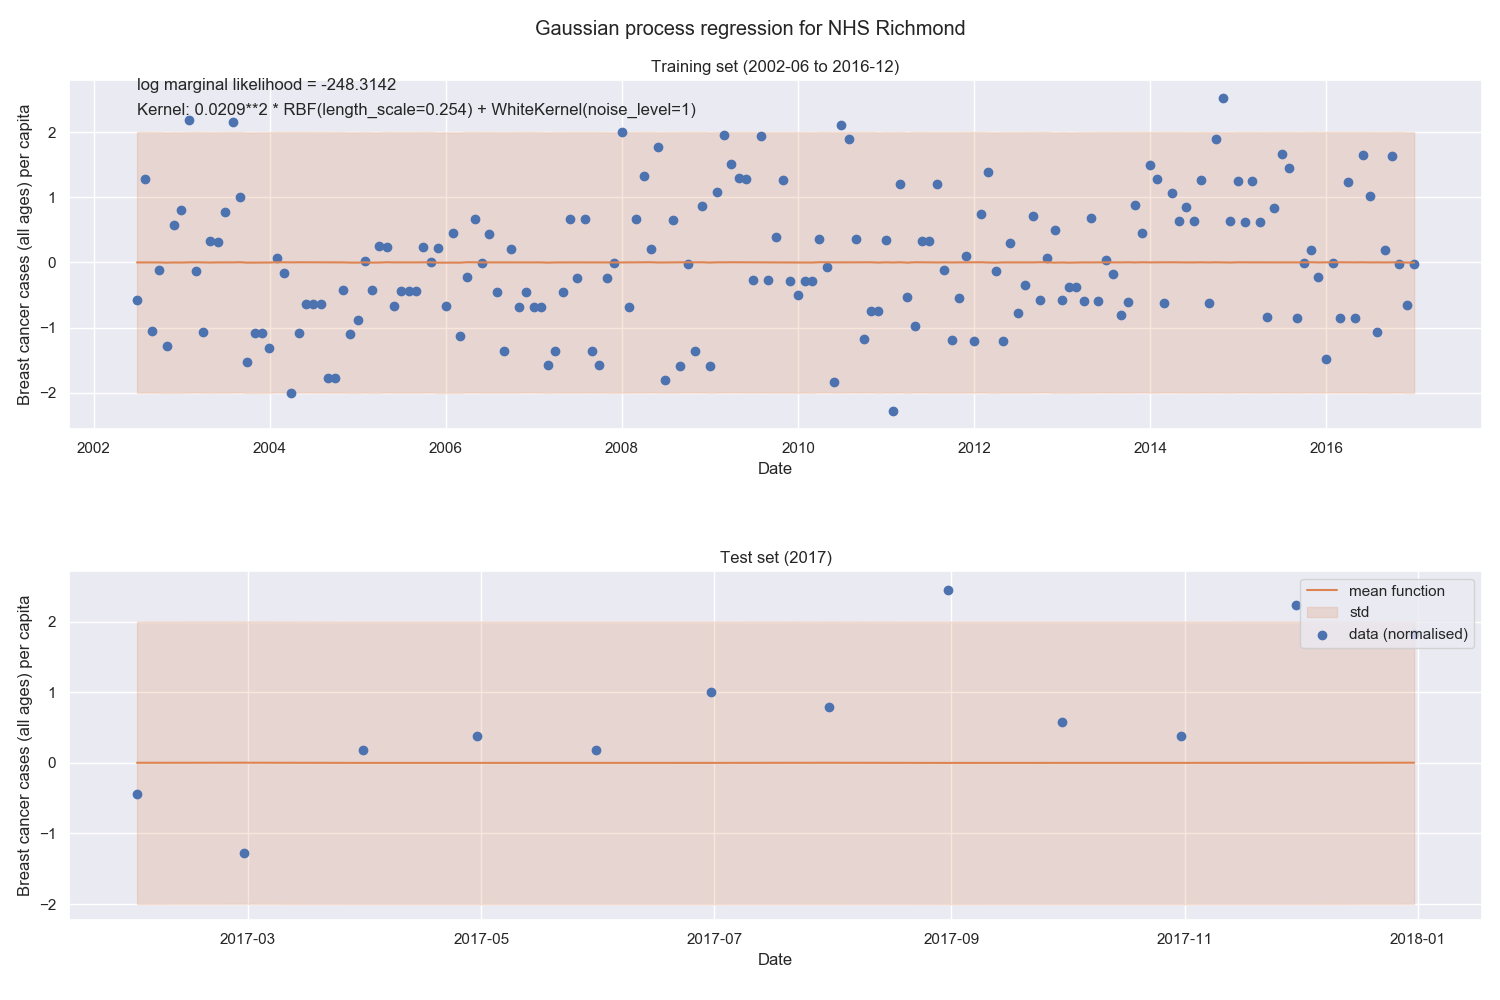 Gaussian process regression for NHS Richmond
Training set (2002-06 to 2016-12)
log marginal likelihood = -248.3142
Kernel: 0.0209**2 * RBF(length_scale=0.254) + WhiteKernel(noise_level=1)
Breast cancer cases (all ages) per capita
2
1
0
−1
−2
2002 2004 2006 2008 2010 2012 2014 2016
Date
Test set (2017)
mean function
std
data (normalised)
Breast cancer cases (all ages) per capita
2
1
0
−1
−2
2017-03 2017-05 2017-07 2017-09 2017-11 2018-01
Date